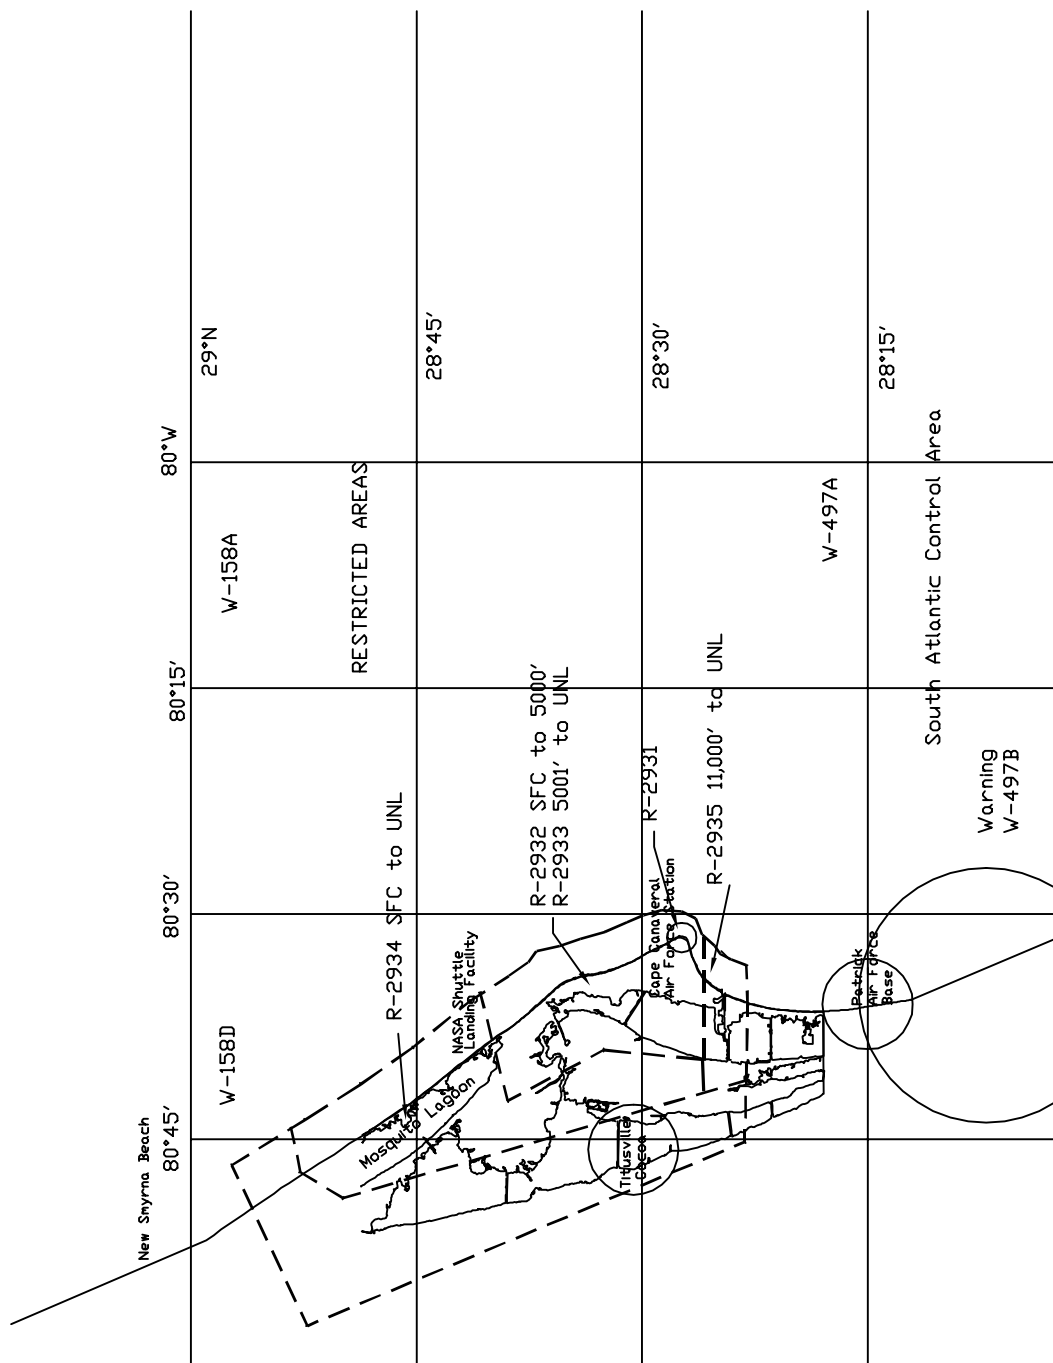 New Smyrna Beach
29°N
28°45′
28°30′
28°15′
80°W
80°15′
80°30′
80°45′
W-158A
W-158D
RESTRICTED AREAS
R-2934 SFC to UNL
NASA Shuttle
Landing Facility
Mosquito Lagoon
R-2932 SFC to 5000′
R-2933 5001′ to UNL
R-2931
Cape Canaveral
Air Force Station
R-2935 11,000′ to UNL
Titusville
Cocoa
W-497A
Patrick
Air Force
Base
South Atlantic Control Area
Warning
W-497B